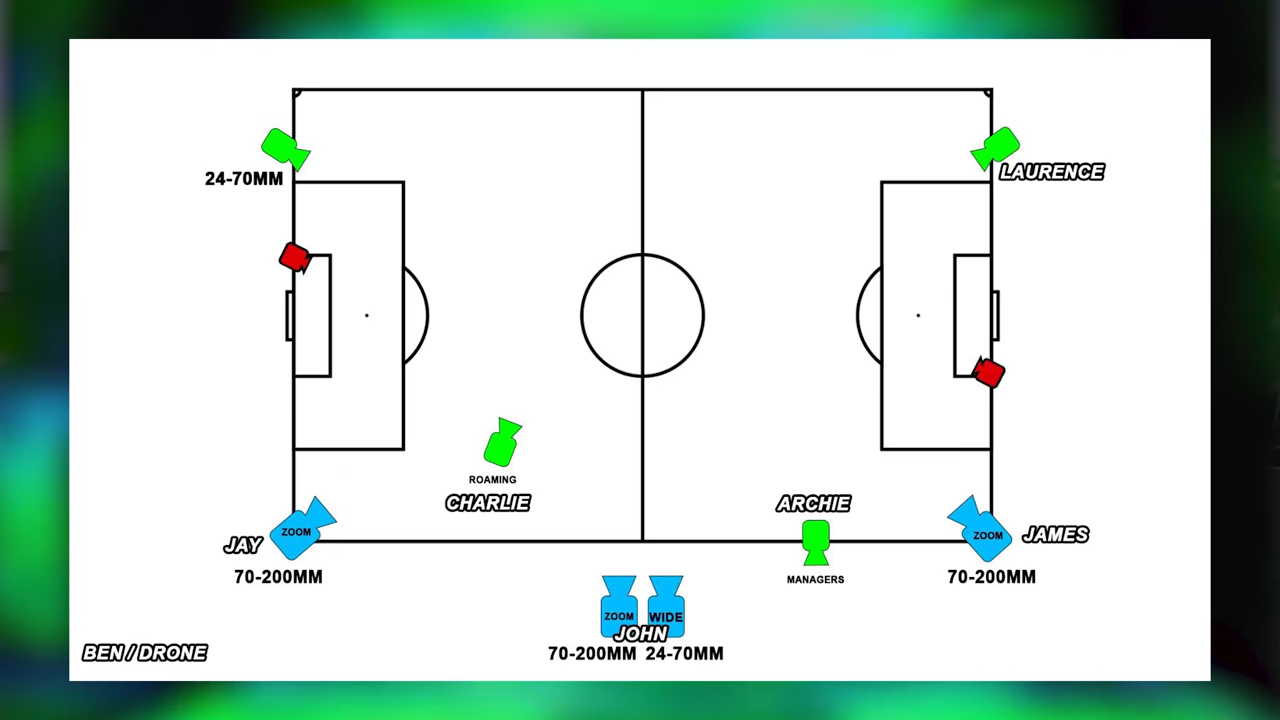 24-70MM
LAURENCE
ROAMING
CHARLIE
ARCHIE
MANAGERS
ZOOM
JAY
70-200MM
ZOOM
JAMES
70-200MM
ZOOM
WIDE
JOHN
70-200MM 24-70MM
BEN / DRONE